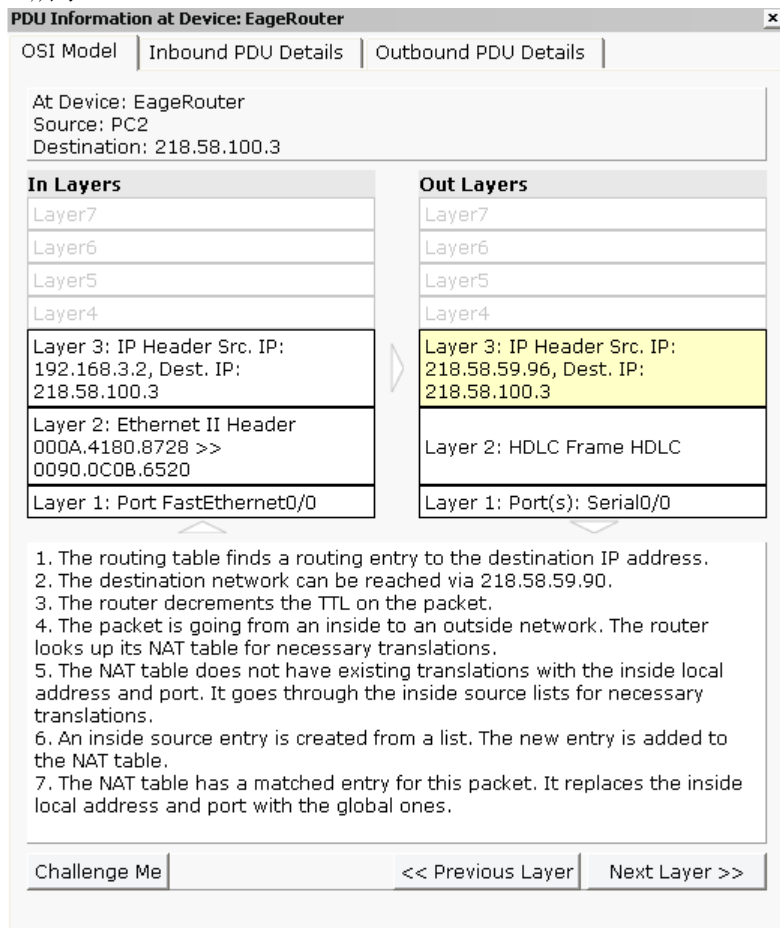 PDU Information at Device: EageRouter
OSI Model
Inbound PDU Details
Outbound PDU Details
At Device: EageRouter
Source: PC2
Destination: 218.58.100.3
In Layers
Layer7
Layer6
Layer5
Layer4
Layer 3: IP Header Src. IP:
192.168.3.2, Dest. IP:
218.58.100.3
Layer 2: Ethernet II Header
000A.4180.8728 >>
0090.0C0B.6520
Layer 1: Port FastEthernet0/0
Out Layers
Layer7
Layer6
Layer5
Layer4
Layer 3: IP Header Src. IP:
218.58.59.96, Dest. IP:
218.58.100.3
Layer 2: HDLC Frame HDLC
Layer 1: Port(s): Serial0/0
1. The routing table finds a routing entry to the destination IP address.
2. The destination network can be reached via 218.58.59.90.
3. The router decrements the TTL on the packet.
4. The packet is going from an inside to an outside network. The router
looks up its NAT table for necessary translations.
5. The NAT table does not have existing translations with the inside local
address and port. It goes through the inside source lists for necessary
translations.
6. An inside source entry is created from a list. The new entry is added to
the NAT table.
7. The NAT table has a matched entry for this packet. It replaces the inside
local address and port with the global ones.
Challenge Me
<< Previous Layer
Next Layer >>